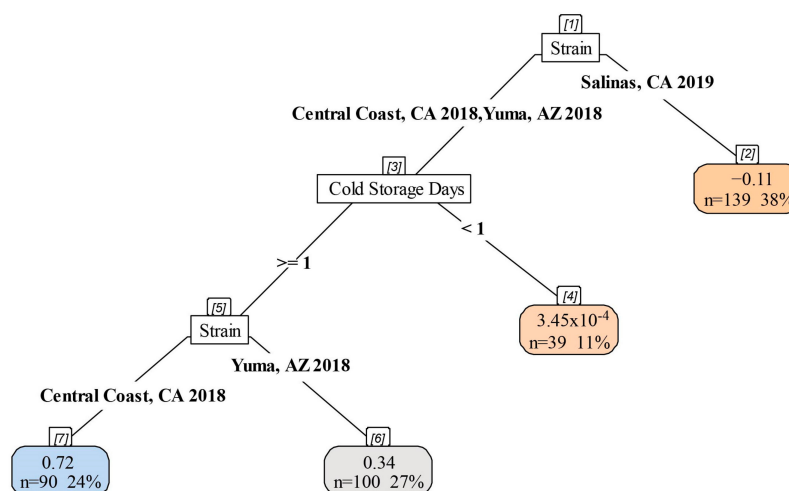 [1]
Strain
Salinas, CA 2019
Central Coast, CA 2018,Yuma, AZ 2018
[2]
−0.11
n=139 38%
[3]
Cold Storage Days
< 1
>= 1
[4]
3.45x10⁻⁴
n=39 11%
[5]
Strain
Yuma, AZ 2018
Central Coast, CA 2018
[7]
0.72
n=90 24%
[6]
0.34
n=100 27%